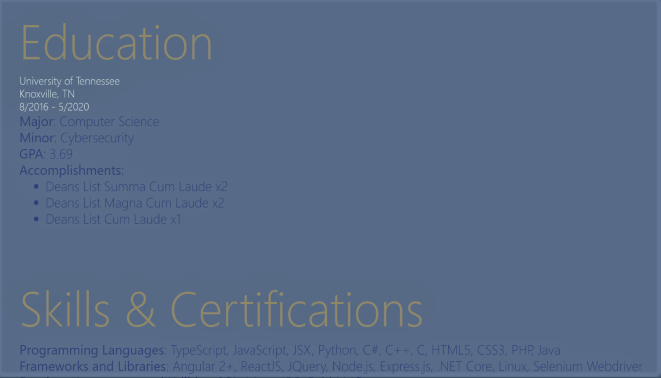 Education
University of Tennessee
Knoxville, TN
8/2016 - 5/2020
Major: Computer Science
Minor: Cybersecurity
GPA: 3.69
Accomplishments:
• Deans List Summa Cum Laude x2
• Deans List Magna Cum Laude x2
• Deans List Cum Laude x1
Skills & Certifications
Programming Languages: TypeScript, JavaScript, JSX, Python, C#, C++, C, HTML5, CSS3, PHP, Java
Frameworks and Libraries: Angular 2+, ReactJS, JQuery, Node.js, Express.js, .NET Core, Linux, Selenium Webdriver